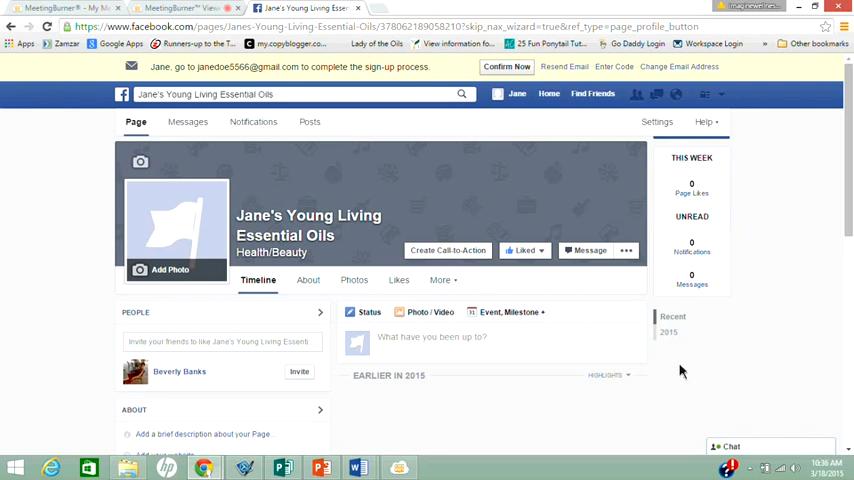 MeetingBurner® - My M
MeetingBurner™ View
Jane's Young Living Essen
Imaginewellnes...
https://www.facebook.com/pages/Janes-Young-Living-Essential-Oils/378062189058210?skip_nax_wizard=true&ref_type=page_profile_button
Apps Zamzar Google Apps Runners-up to the T... my.copyblogger.com Lady of the Oils View information fo... 25 Fun Ponytail Tut... Go Daddy Login Workspace Login » Other bookmarks
Jane, go to janedoe5566@gmail.com to complete the sign-up process. Confirm Now Resend Email Enter Code Change Email Address
Jane's Young Living Essential Oils Jane Home Find Friends
Page Messages Notifications Posts Settings Help
THIS WEEK
0
Page Likes
UNREAD
0
Notifications
0
Messages
Jane's Young Living
Essential Oils
Health/Beauty
Create Call-to-Action Liked Message •••
Add Photo
Timeline About Photos Likes More
PEOPLE
Invite your friends to like Jane's Young Living Essenti
Beverly Banks Invite
ABOUT
Add a brief description about your Page...
Add your website
Status Photo / Video 31 Event, Milestone +
What have you been up to?
EARLIER IN 2015 HIGHLIGHTS
Recent
2015
Chat
10:36 AM
3/18/2015